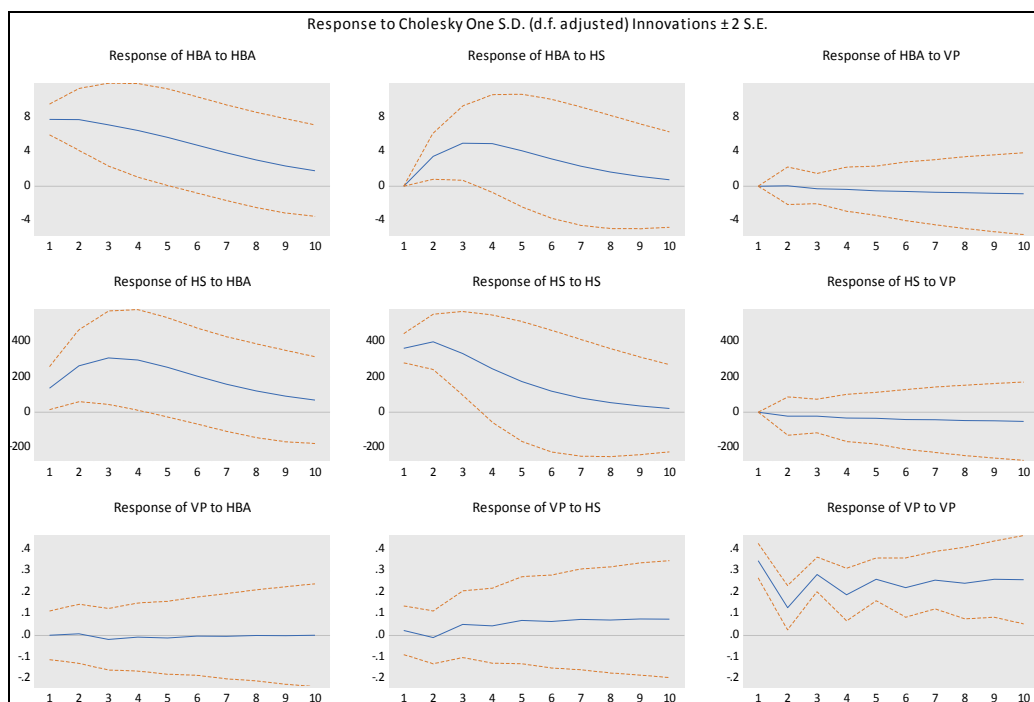 Response to Cholesky One S.D. (d.f. adjusted) Innovations ± 2 S.E.
Response of HBA to HBA
8
4
0
-4
1 2 3 4 5 6 7 8 9 10
Response of HBA to HS
8
4
0
-4
1 2 3 4 5 6 7 8 9 10
Response of HBA to VP
8
4
0
-4
1 2 3 4 5 6 7 8 9 10
Response of HS to HBA
400
200
0
-200
1 2 3 4 5 6 7 8 9 10
Response of HS to HS
400
200
0
-200
1 2 3 4 5 6 7 8 9 10
Response of HS to VP
400
200
0
-200
1 2 3 4 5 6 7 8 9 10
Response of VP to HBA
.4
.3
.2
.1
.0
-.1
-.2
1 2 3 4 5 6 7 8 9 10
Response of VP to HS
.4
.3
.2
.1
.0
-.1
-.2
1 2 3 4 5 6 7 8 9 10
Response of VP to VP
.4
.3
.2
.1
.0
-.1
-.2
1 2 3 4 5 6 7 8 9 10